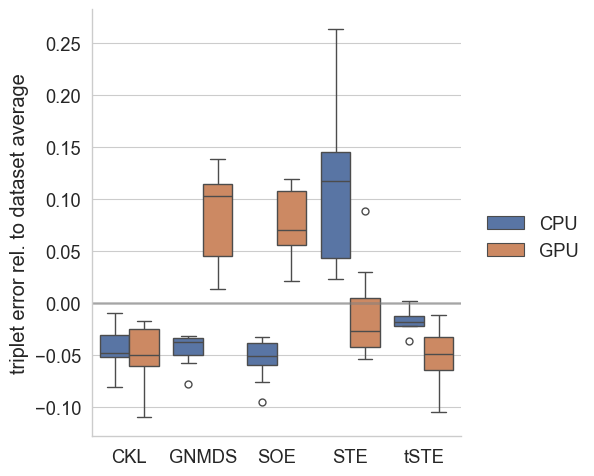 triplet error rel. to dataset average
0.25
0.20
0.15
0.10
0.05
0.00
−0.05
−0.10
CKL GNMDS SOE STE tSTE
CPU
GPU